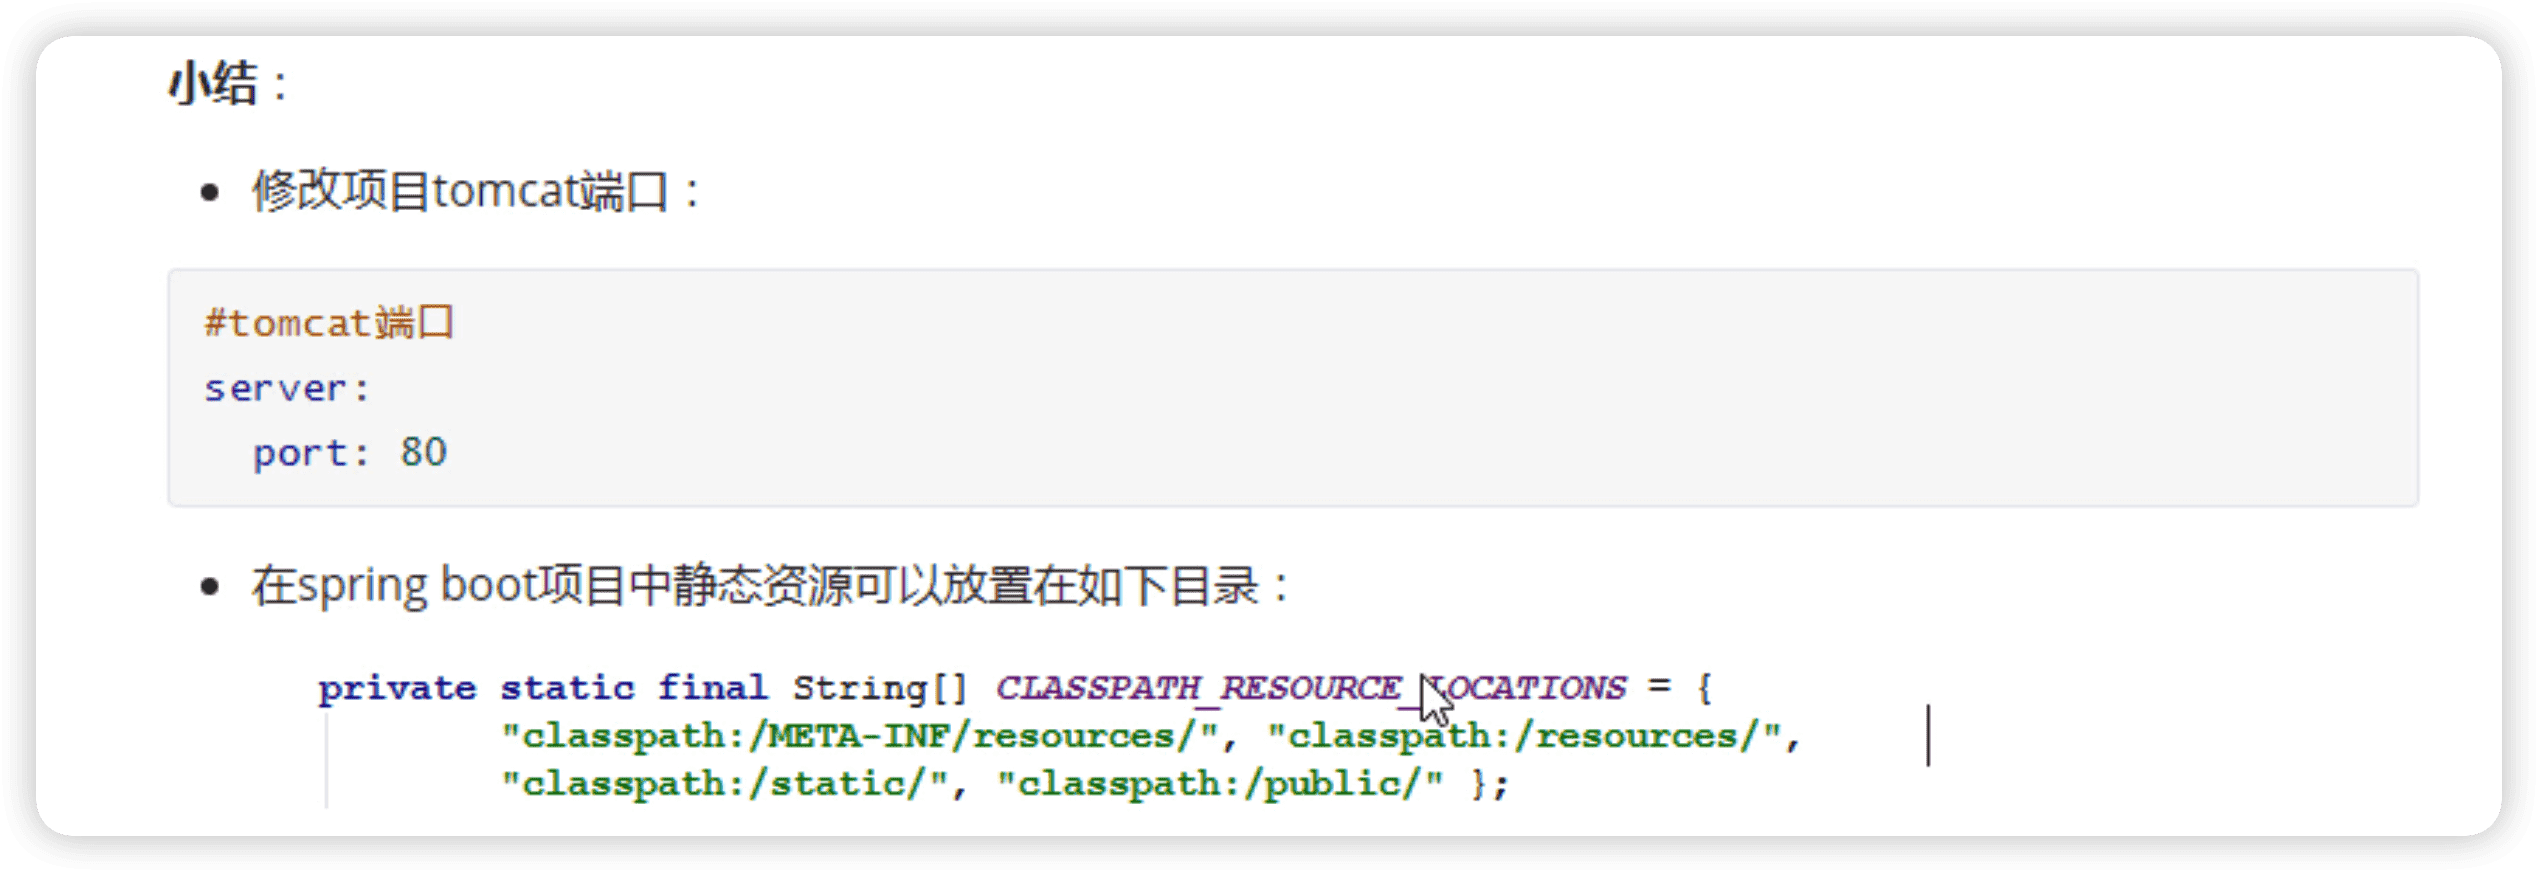 小结：
• 修改项目tomcat端口：
#tomcat端口
server:
  port: 80
• 在spring boot项目中静态资源可以放置在如下目录：
private static final String[] CLASSPATH_RESOURCE_LOCATIONS = {
        "classpath:/META-INF/resources/", "classpath:/resources/",
        "classpath:/static/", "classpath:/public/" };